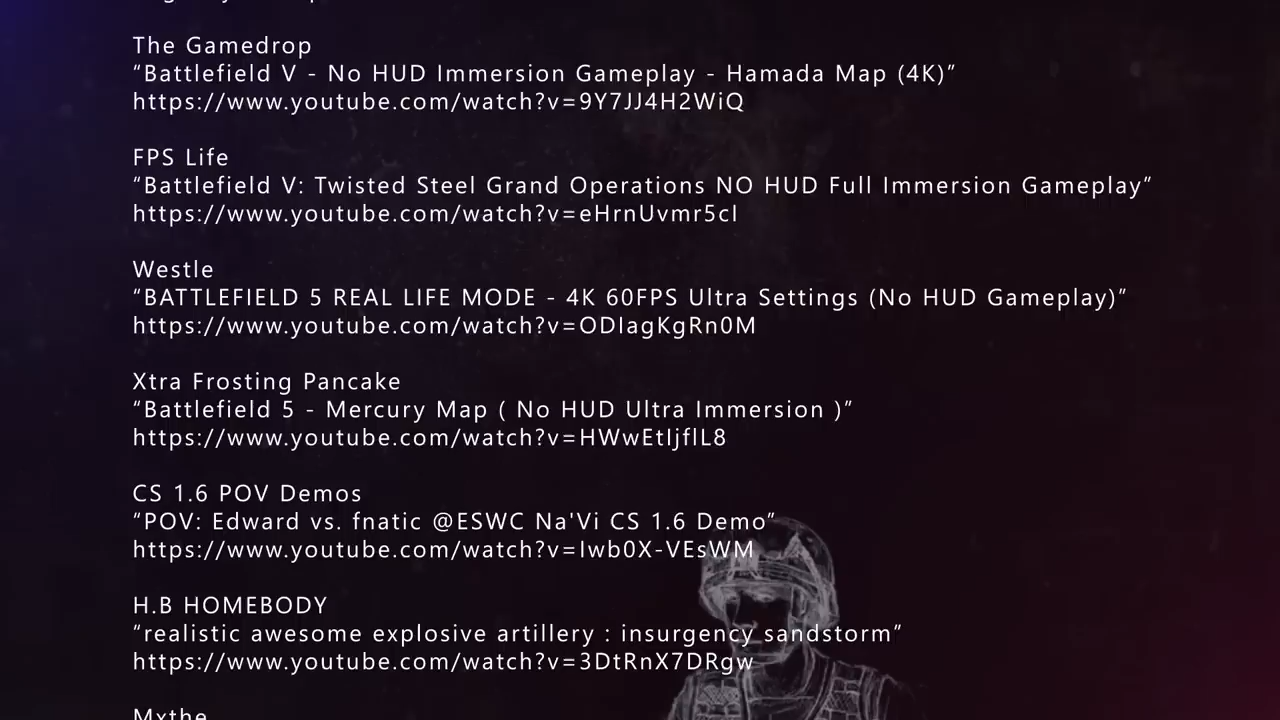 The Gamedrop
“Battlefield V - No HUD Immersion Gameplay - Hamada Map (4K)”
https://www.youtube.com/watch?v=9Y7JJ4H2WiQ
FPS Life
“Battlefield V: Twisted Steel Grand Operations NO HUD Full Immersion Gameplay”
https://www.youtube.com/watch?v=eHrnUvmr5cI
Westle
“BATTLEFIELD 5 REAL LIFE MODE - 4K 60FPS Ultra Settings (No HUD Gameplay)”
https://www.youtube.com/watch?v=ODIagKgRn0M
Xtra Frosting Pancake
“Battlefield 5 - Mercury Map ( No HUD Ultra Immersion )”
https://www.youtube.com/watch?v=HWwEtIjflL8
CS 1.6 POV Demos
“POV: Edward vs. fnatic @ESWC Na'Vi CS 1.6 Demo”
https://www.youtube.com/watch?v=Iwb0X-VEsWM
H.B HOMEBODY
“realistic awesome explosive artillery : insurgency sandstorm”
https://www.youtube.com/watch?v=3DtRnX7DRgw
Mxthe